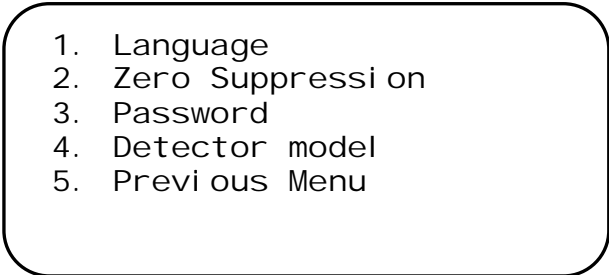 1. Language
2. Zero Suppression
3. Password
4. Detector model
5. Previous Menu